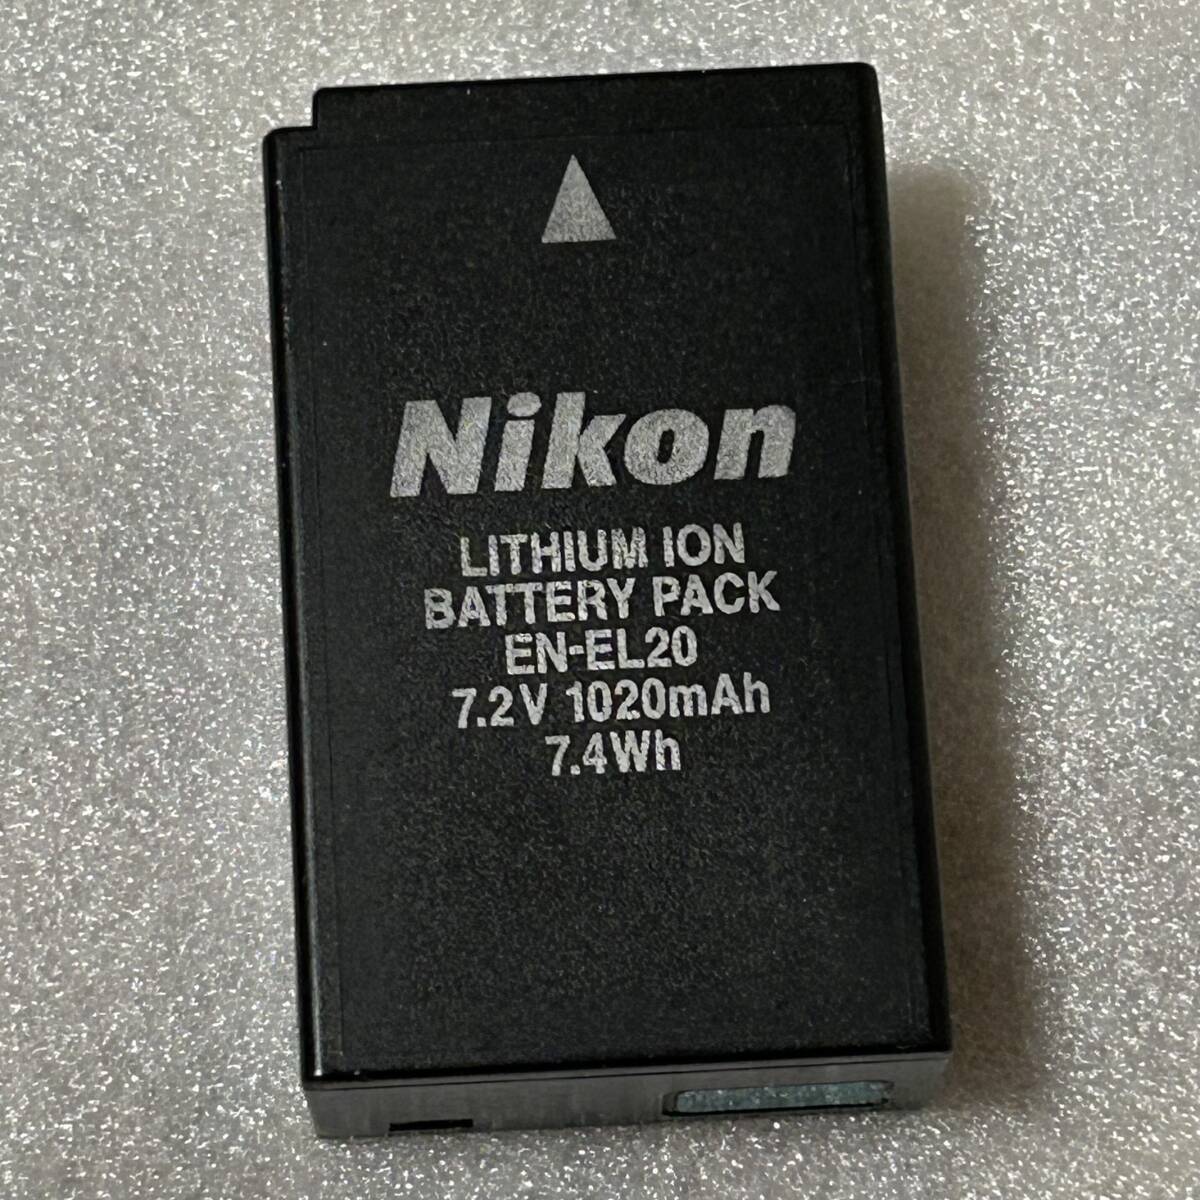 Nikon
LITHIUM ION
BATTERY PACK
EN-EL20
7.2V 1020mAh
7.4Wh